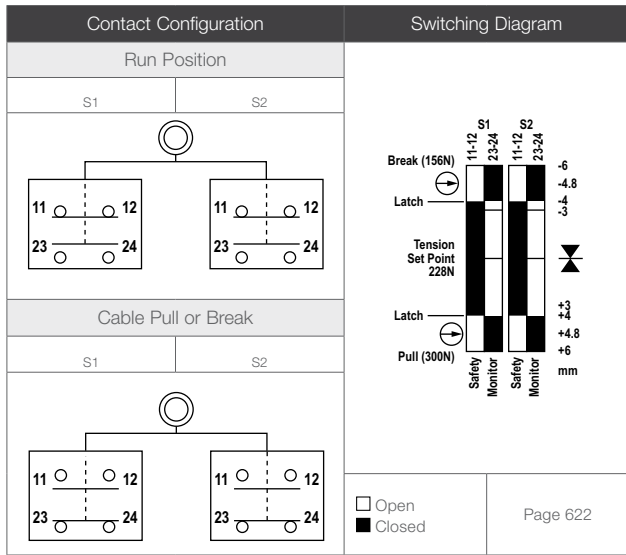 Contact Configuration
Switching Diagram
Run Position
S1
S2
11
12
23
24
11
12
23
24
Cable Pull or Break
S1
S2
11
12
23
24
11
12
23
24
S1
S2
11-12
23-24
11-12
23-24
Break (156N)
Latch
Tension
Set Point
228N
Latch
Pull (300N)
-6
-4.8
-4
-3
+3
+4
+4.8
+6
mm
Safety
Monitor
Safety
Monitor
Open
Closed
Page 622